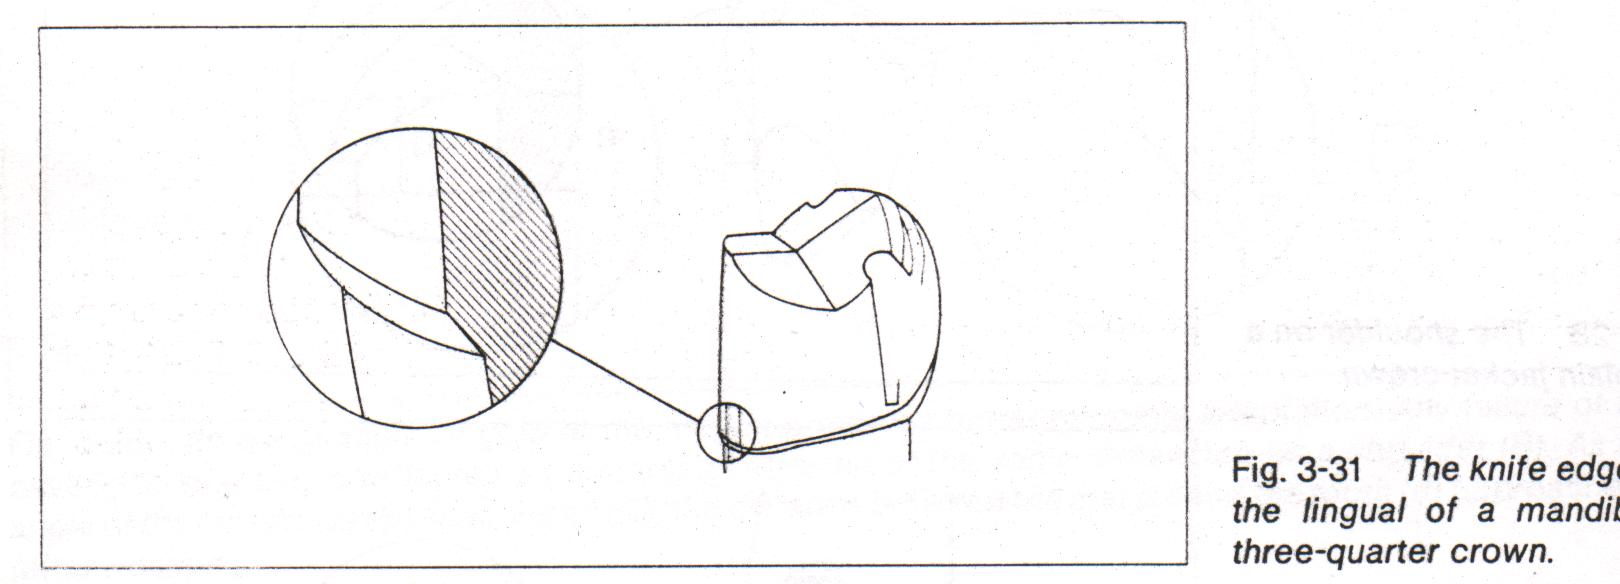 Fig. 3-31 The knife edge
the lingual of a mandib
three-quarter crown.